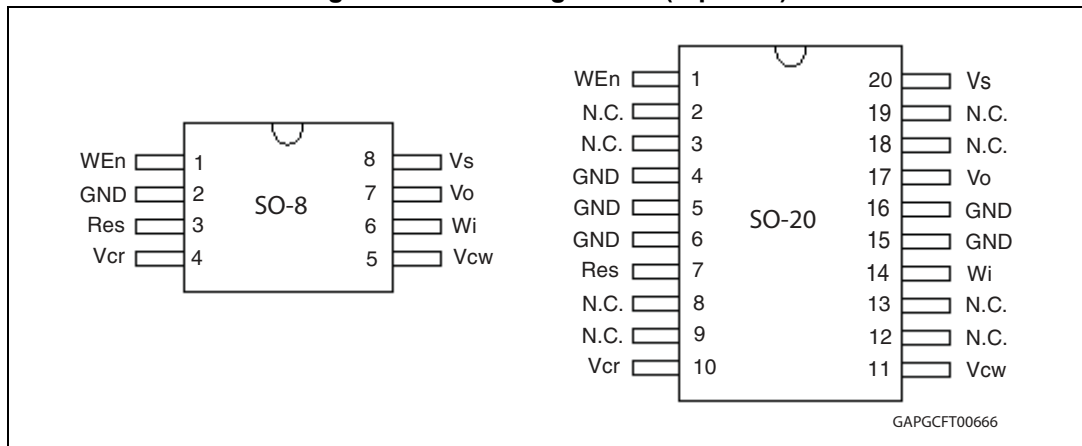 WEn 1 8 Vs
GND 2 7 Vo
Res 3 6 Wi
Vcr 4 5 Vcw
SO-8
WEn 1 20 Vs
N.C. 2 19 N.C.
N.C. 3 18 N.C.
GND 4 17 Vo
GND 5 16 GND
GND 6 15 GND
Res 7 14 Wi
N.C. 8 13 N.C.
N.C. 9 12 N.C.
Vcr 10 11 Vcw
SO-20
GAPGCFT00666